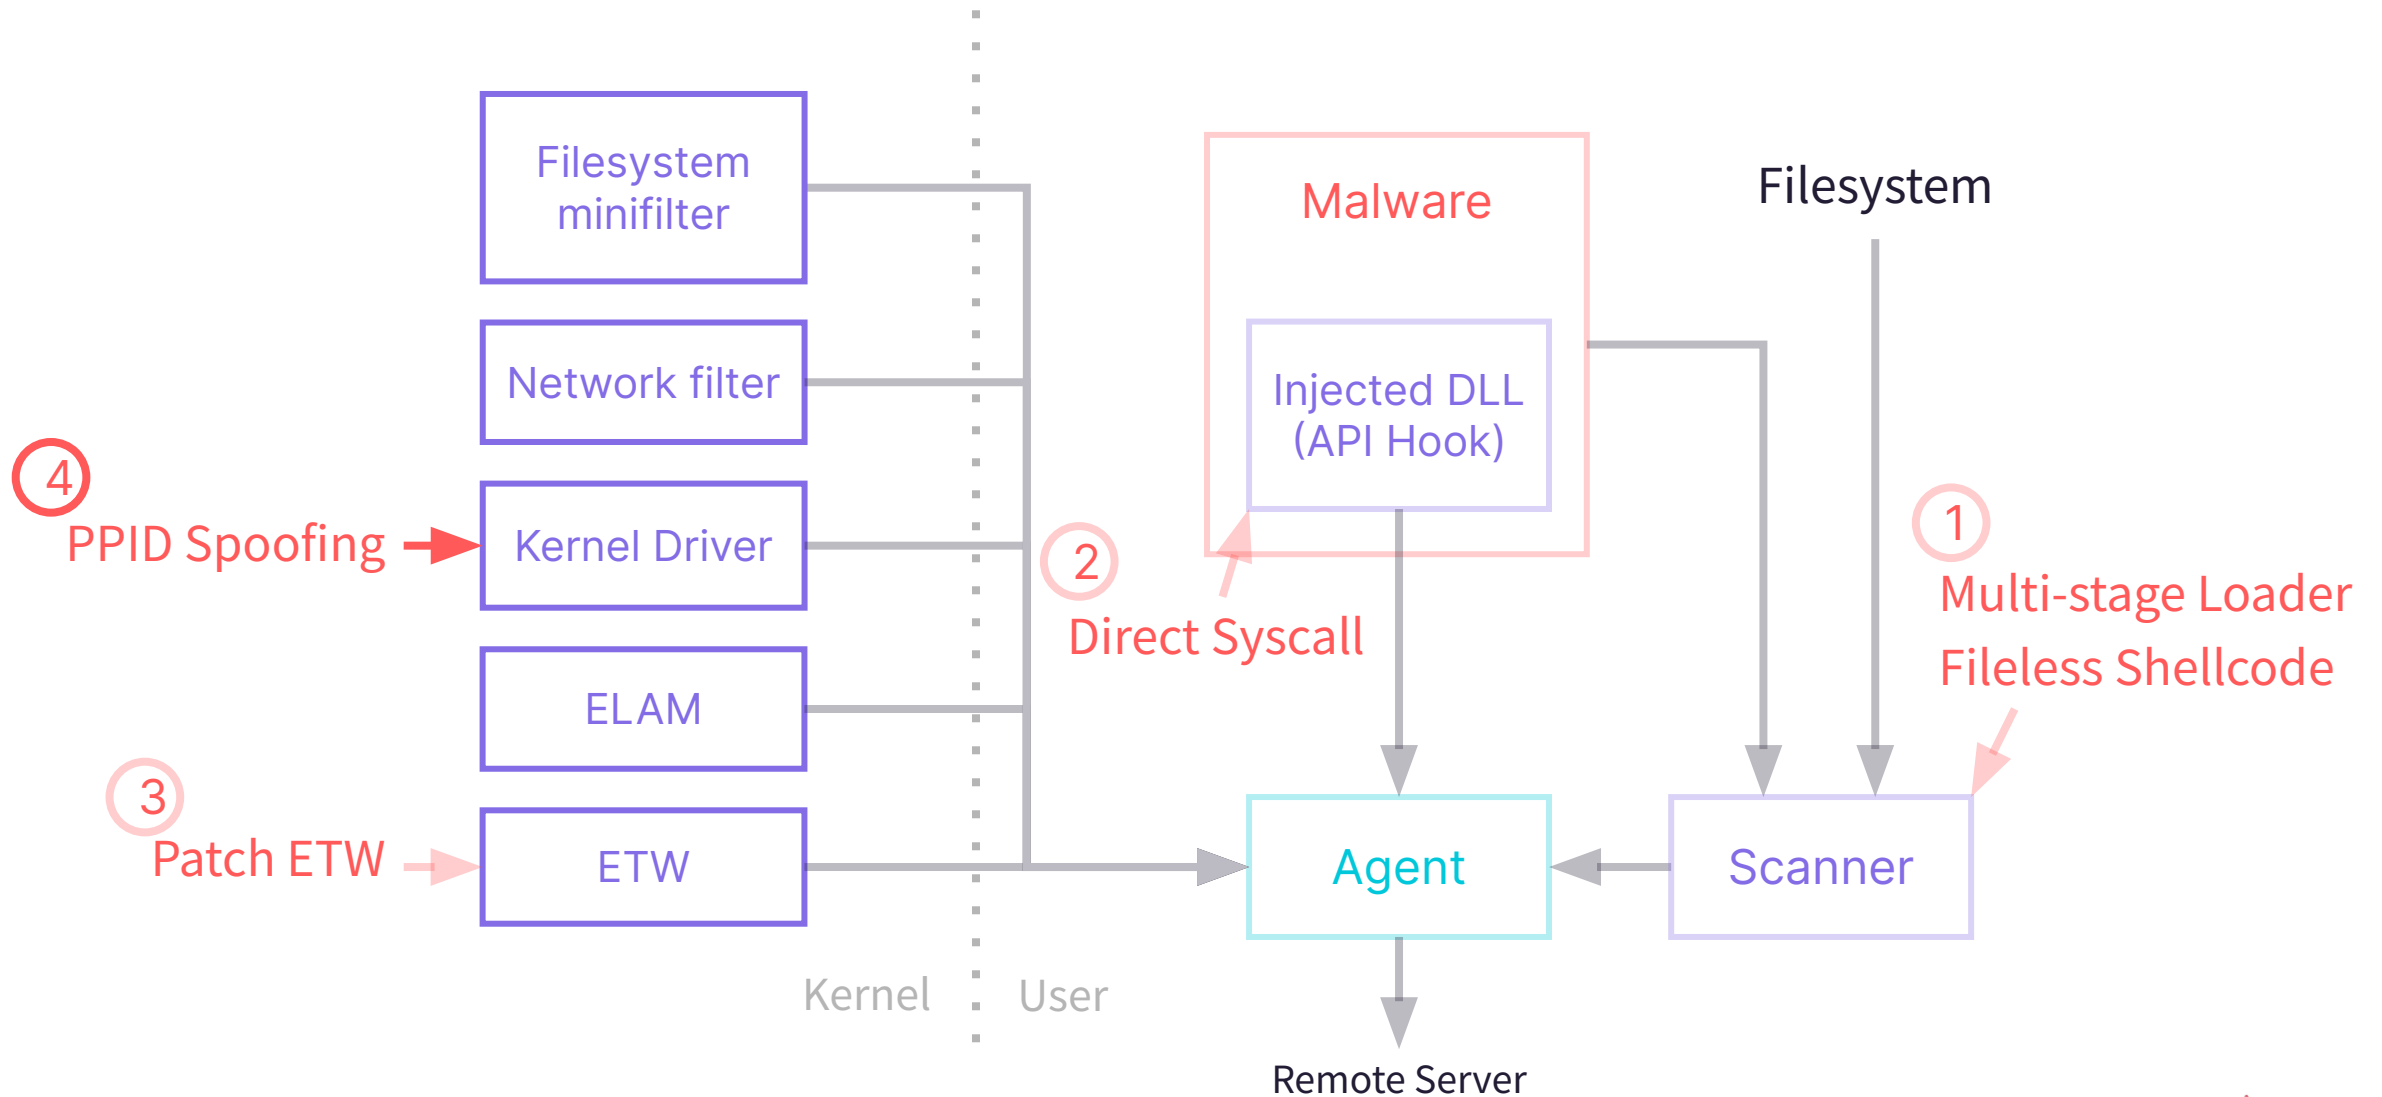 Filesystem
minifilter
Network filter
4
PPID Spoofing
Kernel Driver
ELAM
3
Patch ETW
ETW
Kernel
User
Malware
Injected DLL
(API Hook)
2
Direct Syscall
Filesystem
1
Multi-stage Loader
Fileless Shellcode
Agent
Scanner
Remote Server